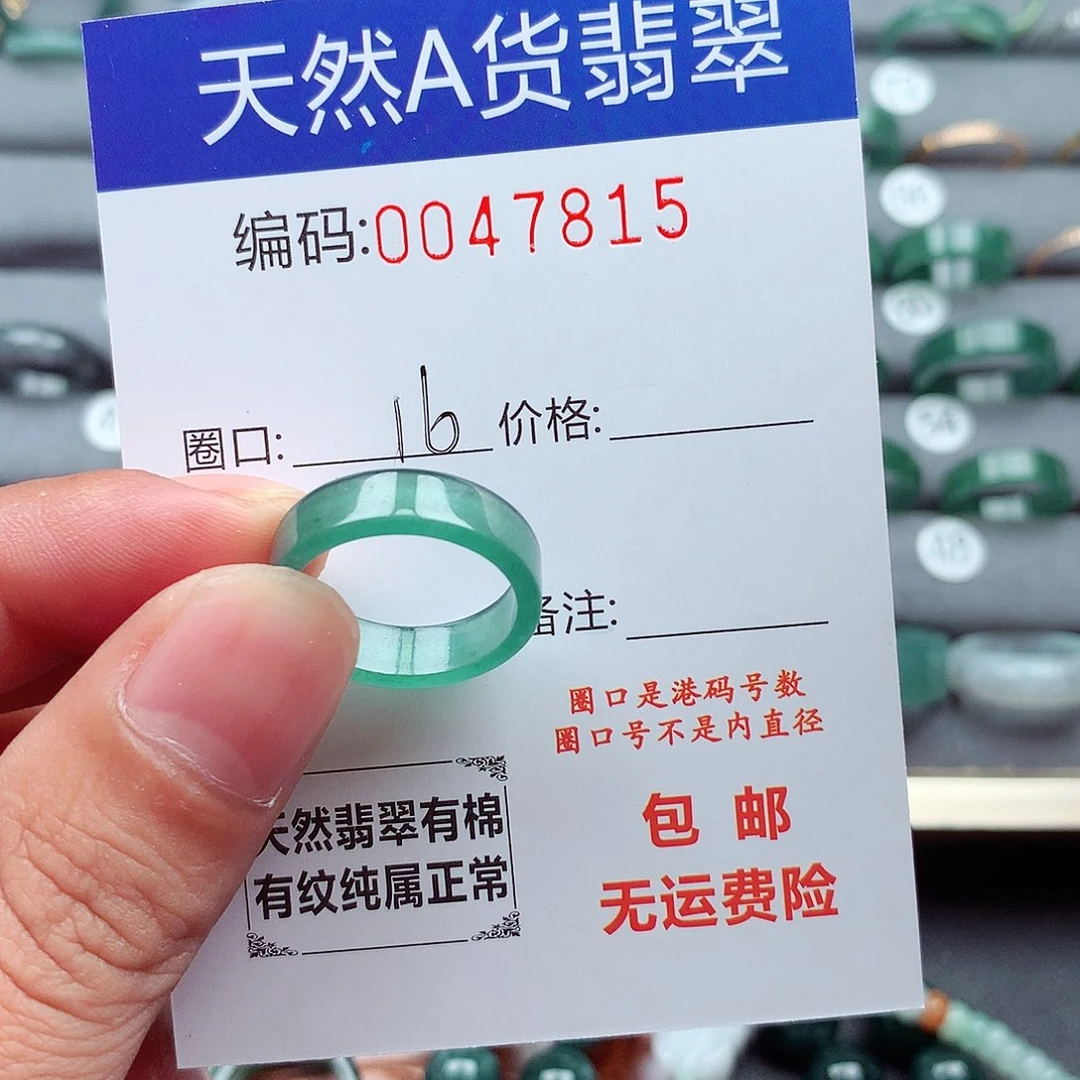 天然A货翡翠
编码:0047815
圈口: 16 价格:
备注:
圈口是港码号数
圈口号不是内直径
天然翡翠有棉
有纹纯属正常
包 邮
无运费险